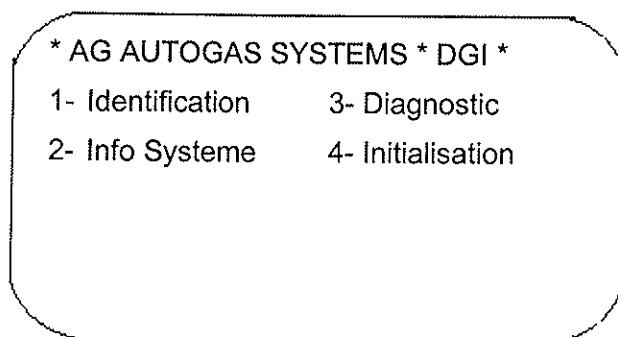 * AG AUTOGAS SYSTEMS * DGI *
1- Identification 3- Diagnostic
2- Info Systeme 4- Initialisation